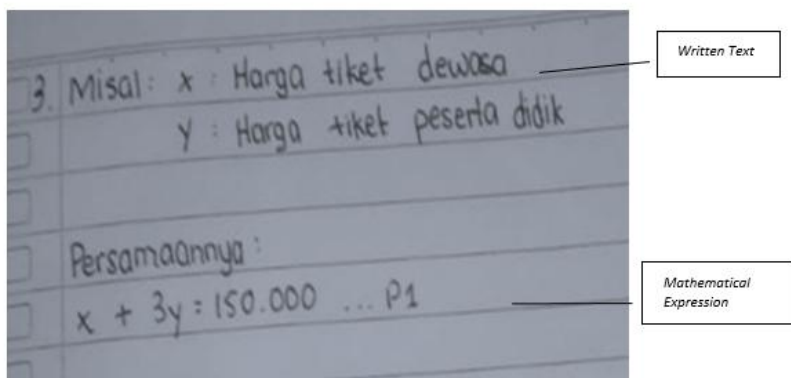 3. Misal: x : Harga tiket dewasa
y : Harga tiket peserta didik
Persamaannya:
x + 3y = 150.000 ... P1
Written Text
Mathematical
Expression